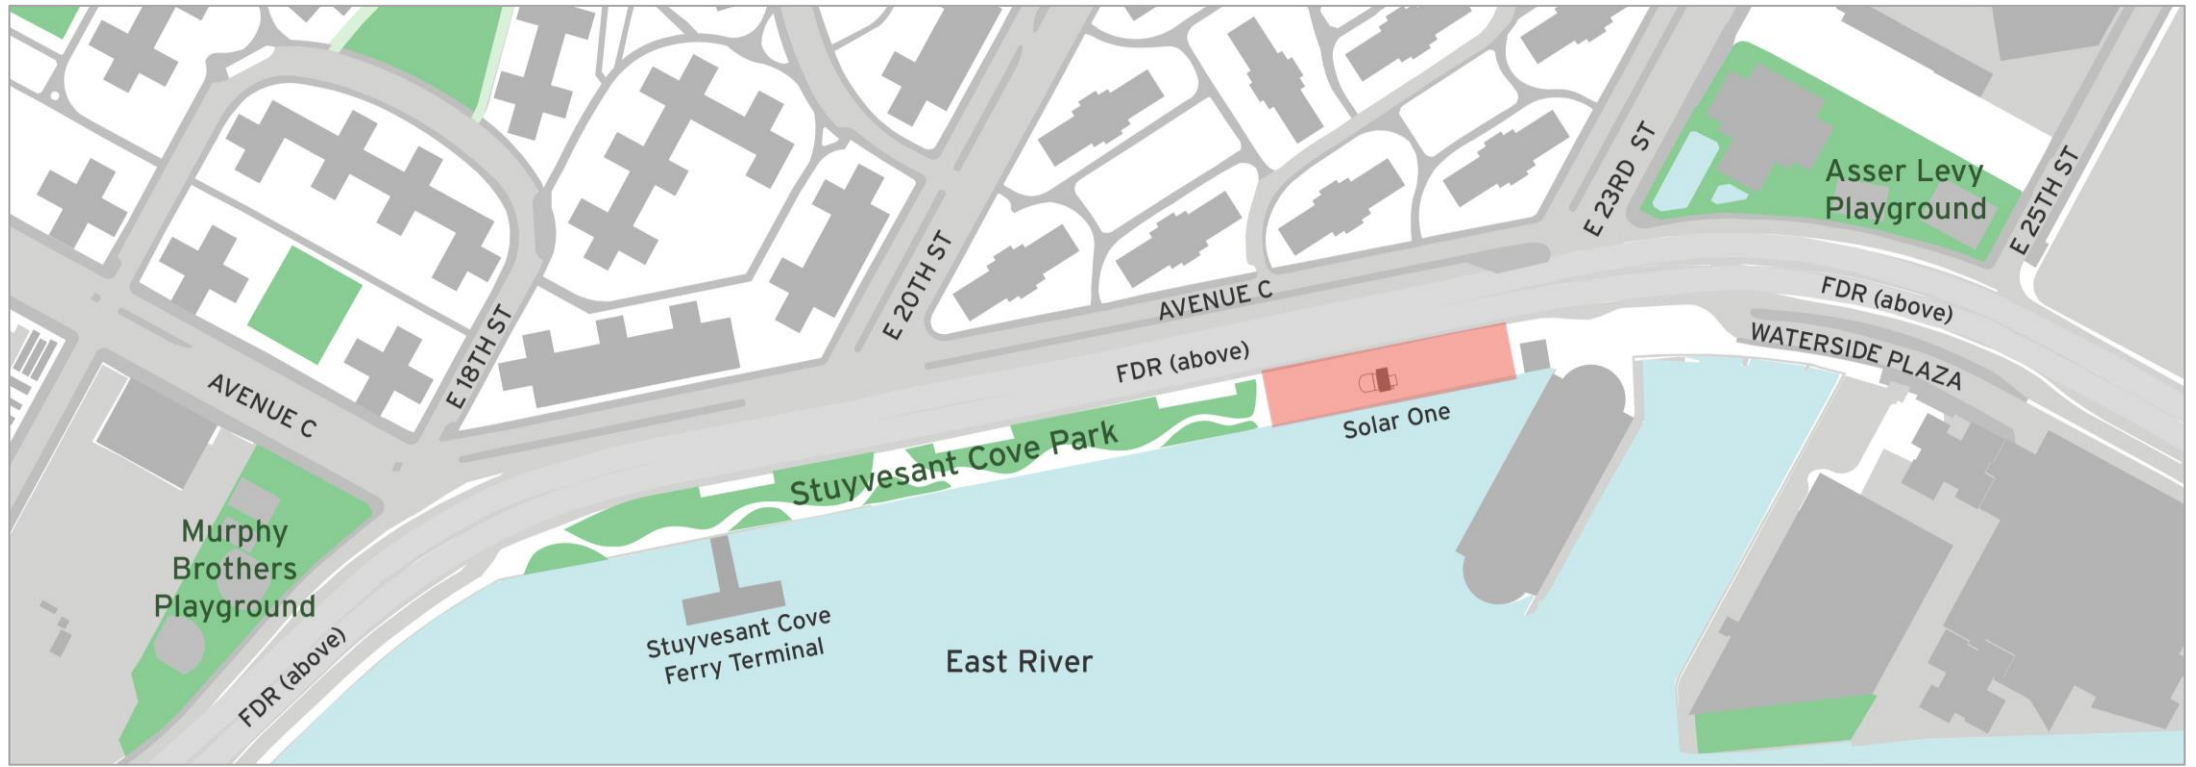 E 23RD ST
Asser Levy
Playground
E 25TH ST
E 20TH ST
AVENUE C
FDR (above)
FDR (above)
WATERSIDE PLAZA
E 18TH ST
AVENUE C
FDR (above)
Solar One
Stuyvesant Cove Park
Murphy
Brothers
Playground
Stuyvesant Cove
Ferry Terminal
East River